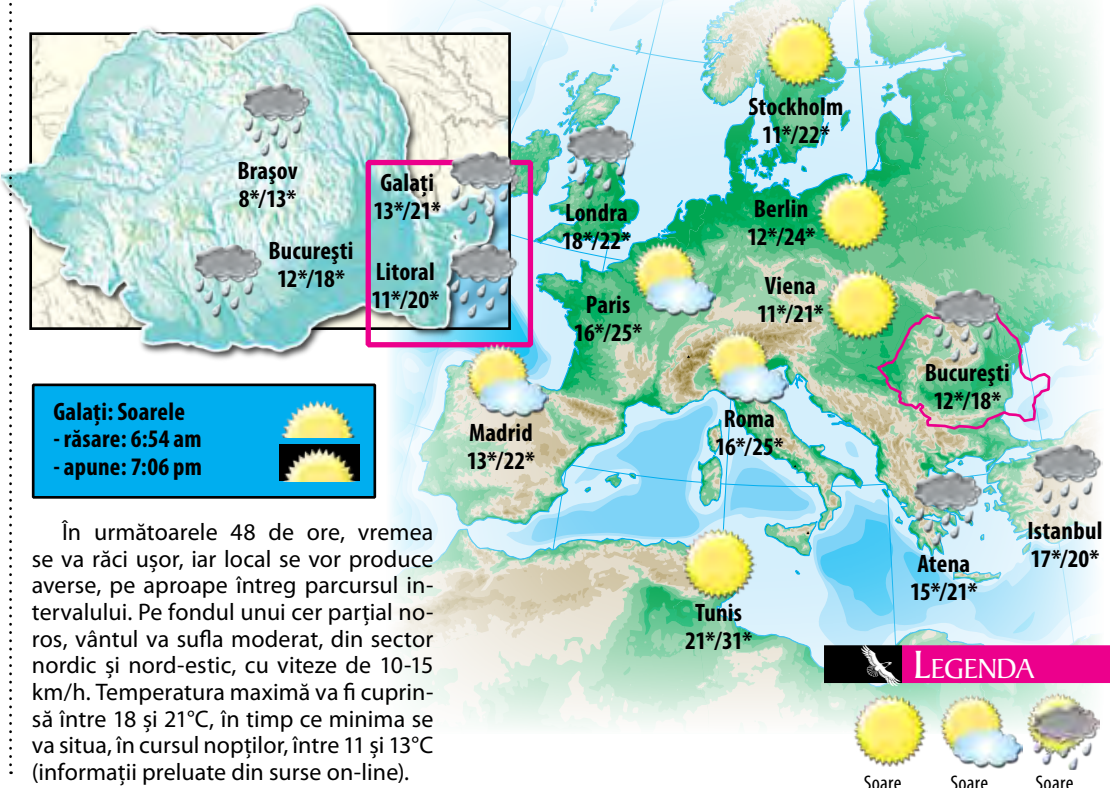 Brașov
8*/13*
București
12*/18*
Galați
13*/21*
Litoral
11*/20*
Stockholm
11*/22*
Londra
18*/22*
Berlin
12*/24*
Paris
16*/25*
Viena
11*/21*
București
12*/18*
Madrid
13*/22*
Roma
16*/25*
Istanbul
17*/20*
Atena
15*/21*
Tunis
21*/31*
Galați: Soarele
- răsare: 6:54 am
- apune: 7:06 pm
În următoarele 48 de ore, vremea
se va răci ușor, iar local se vor produce
averse, pe aproape întreg parcursul in-
tervalului. Pe fondul unui cer parțial no-
ros, vântul va sufla moderat, din sector
nordic și nord-estic, cu viteze de 10-15
km/h. Temperatura maximă va fi cuprin-
să între 18 și 21°C, în timp ce minima se
va situa, în cursul nopților, între 11 și 13°C
(informații preluate din surse on-line).
LEGENDA
Soare Soare Soare